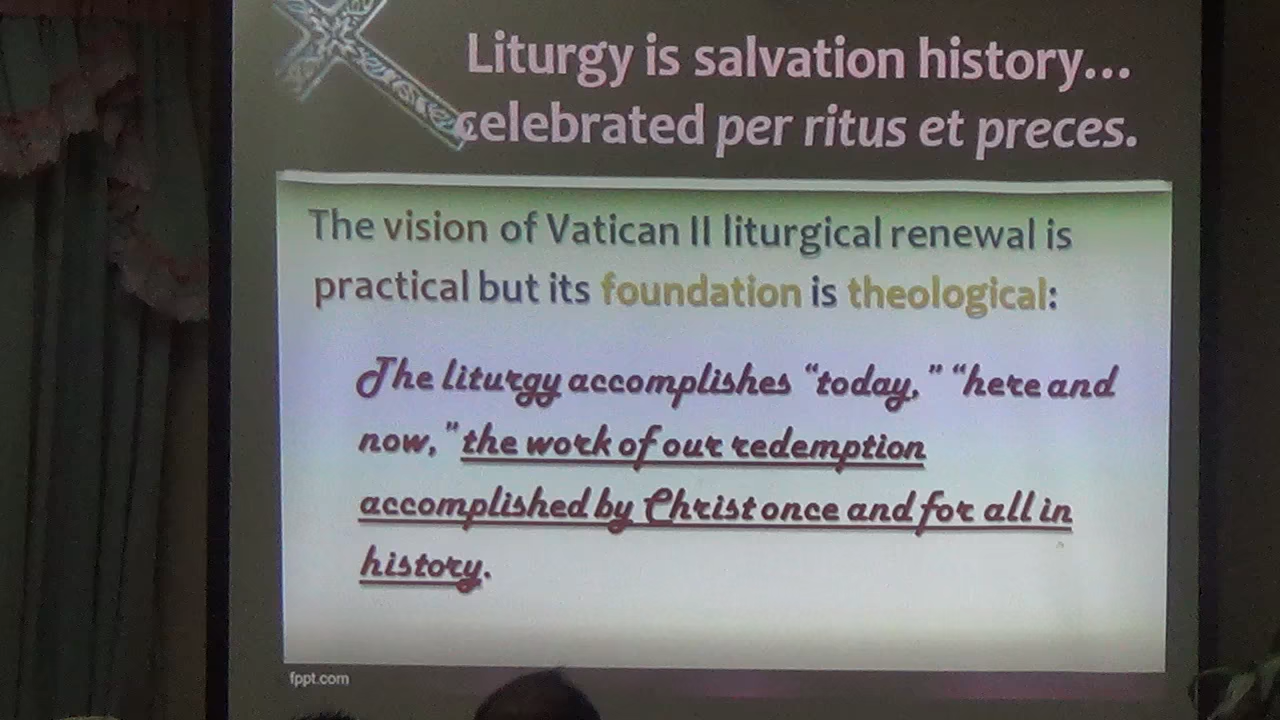 Liturgy is salvation history...
celebrated per ritus et preces.
The vision of Vatican II liturgical renewal is
practical but its foundation is theological:
The liturgy accomplishes “today,” “here and
now,” the work of our redemption
accomplished by Christ once and for all in
history.
fppt.com